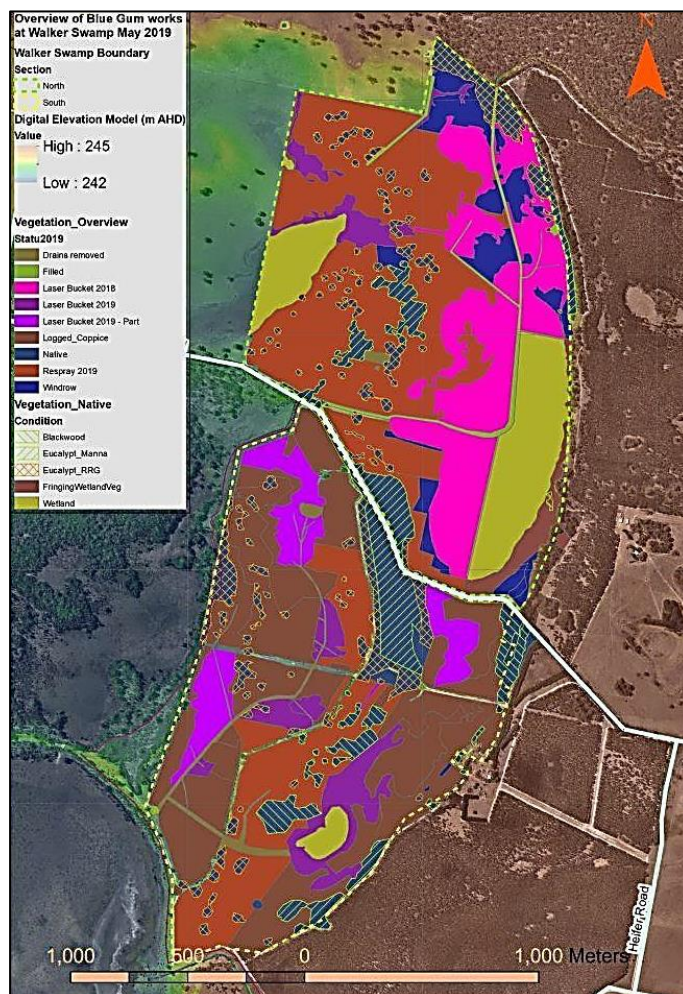 Overview of Blue Gum works
at Walker Swamp May 2019
Walker Swamp Boundary
Section
North
South
Digital Elevation Model (m AHD)
Value
High : 245
Low : 242
Vegetation_Overview
Statu2019
Drains removed
Filled
Laser Bucket 2018
Laser Bucket 2019
Laser Bucket 2019 - Part
Logged_Coppice
Native
Respray 2019
Windrow
Vegetation_Native
Condition
Blackwood
Eucalypt_Manna
Eucalypt_RRG
FringingWetlandVeg
Wetland
N
Heifer Road
1,000 500 0 1,000 Meters